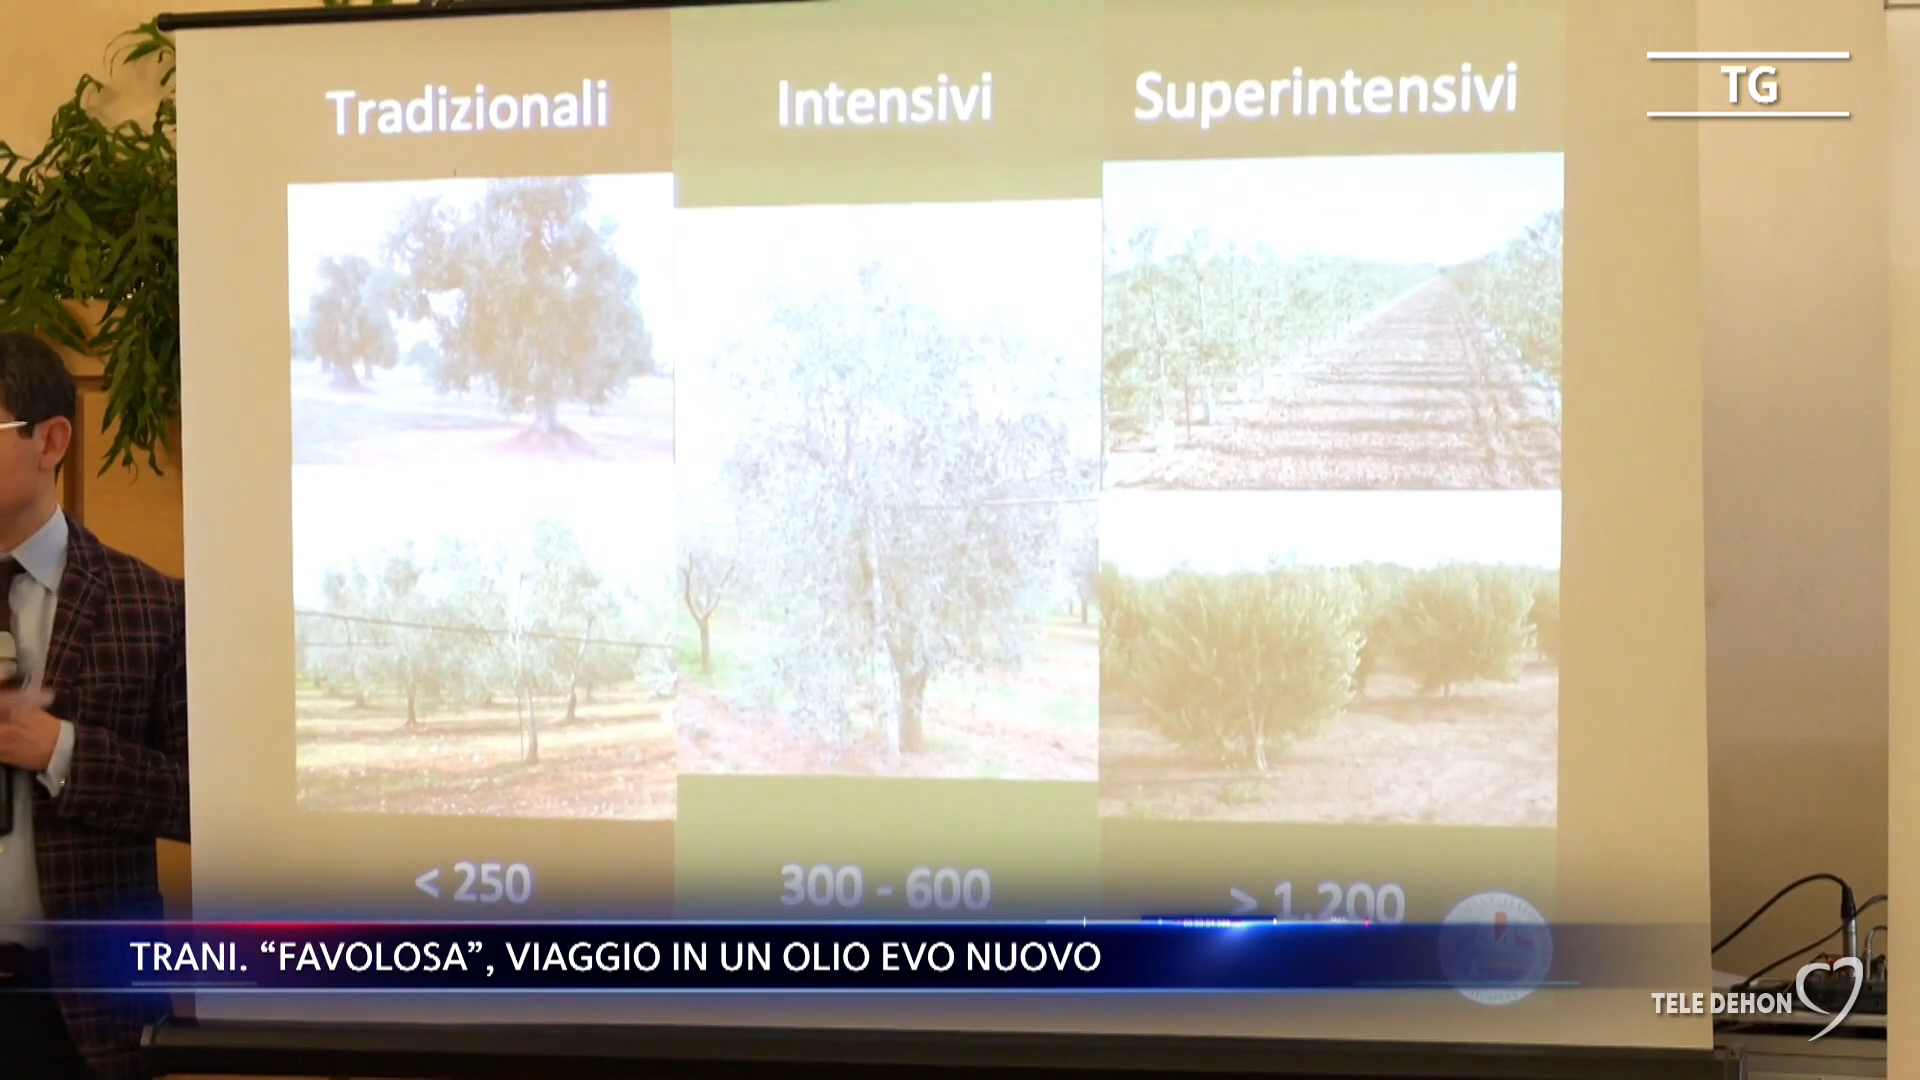 Tradizionali
Intensivi
Superintensivi
TG
< 250
300 - 600
> 1.200
TRANI. “FAVOLOSA”, VIAGGIO IN UN OLIO EVO NUOVO
TELE DEHON